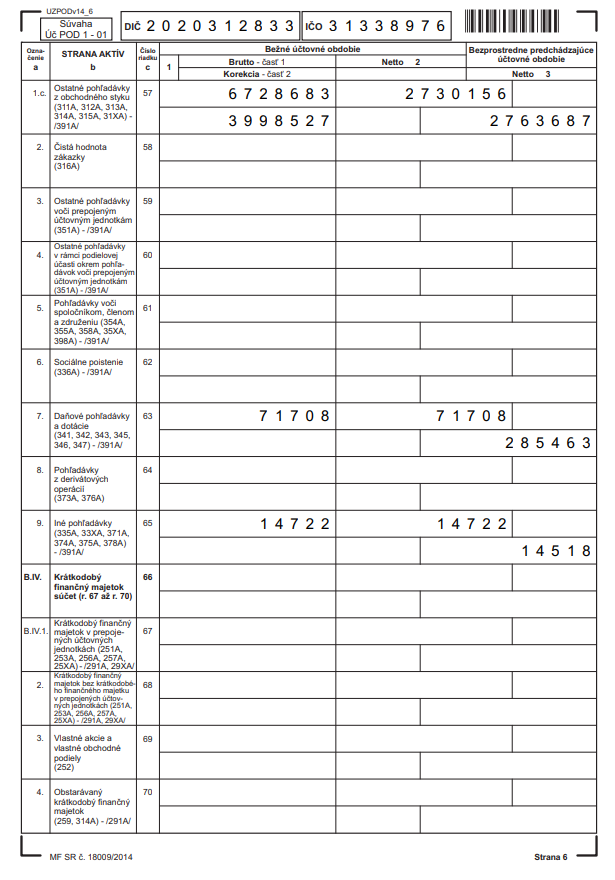 UZPODv14_6
Súvaha
Úč POD 1 - 01
DIČ 2020312833 IČO 31338976
Ozna-
čenie
a
STRANA AKTÍV
b
Číslo
riadku
c
Bežné účtovné obdobie
1
Brutto - časť 1
Korekcia - časť 2
Netto 2
Bezprostredne predchádzajúce
účtovné obdobie
Netto 3
1.c. Ostatné pohľadávky 57 6728683 2730156
z obchodného styku
(311A, 312A, 313A,
314A, 315A, 31XA) -
/391A/ 3998527 2763687
2. Čistá hodnota 58
zákazky
(316A)
3. Ostatné pohľadávky 59
voči prepojeným
účtovným jednotkám
(351A) - /391A/
4. Ostatné pohľadávky 60
v rámci podielovej
účasti okrem pohľa-
dávok voči prepojeným
účtovným jednotkám
(351A) - /391A/
5. Pohľadávky voči 61
spoločníkom, členom
a združeniu (354A,
355A, 358A, 35XA,
398A) - /391A/
6. Sociálne poistenie 62
(336A) - /391A/
7. Daňové pohľadávky 63 71708 71708
a dotácie
(341, 342, 343, 345,
346, 347) - /391A/ 285463
8. Pohľadávky 64
z derivátových
operácií
(373A, 376A)
9. Iné pohľadávky 65 14722 14722
(335A, 33XA, 371A,
374A, 375A, 378A)
- /391A/ 14518
B.IV. Krátkodobý 66
finančný majetok
súčet (r. 67 až r. 70)
B.IV.1. Krátkodobý finančný 67
majetok v prepoje-
ných účtovných
jednotkách (251A,
253A, 256A, 257A,
25XA) - /291A, 29XA/
2. Krátkodobý finančný 68
majetok bez krátkodobé-
ho finančného majetku
v prepojených účtov-
ných jednotkách (251A,
253A, 256A, 257A,
25XA) - /291A, 29XA/
3. Vlastné akcie a 69
vlastné obchodné
podiely
(252)
4. Obstarávaný 70
krátkodobý finančný
majetok
(259, 314A) - /291A/
MF SR č. 18009/2014 Strana 6